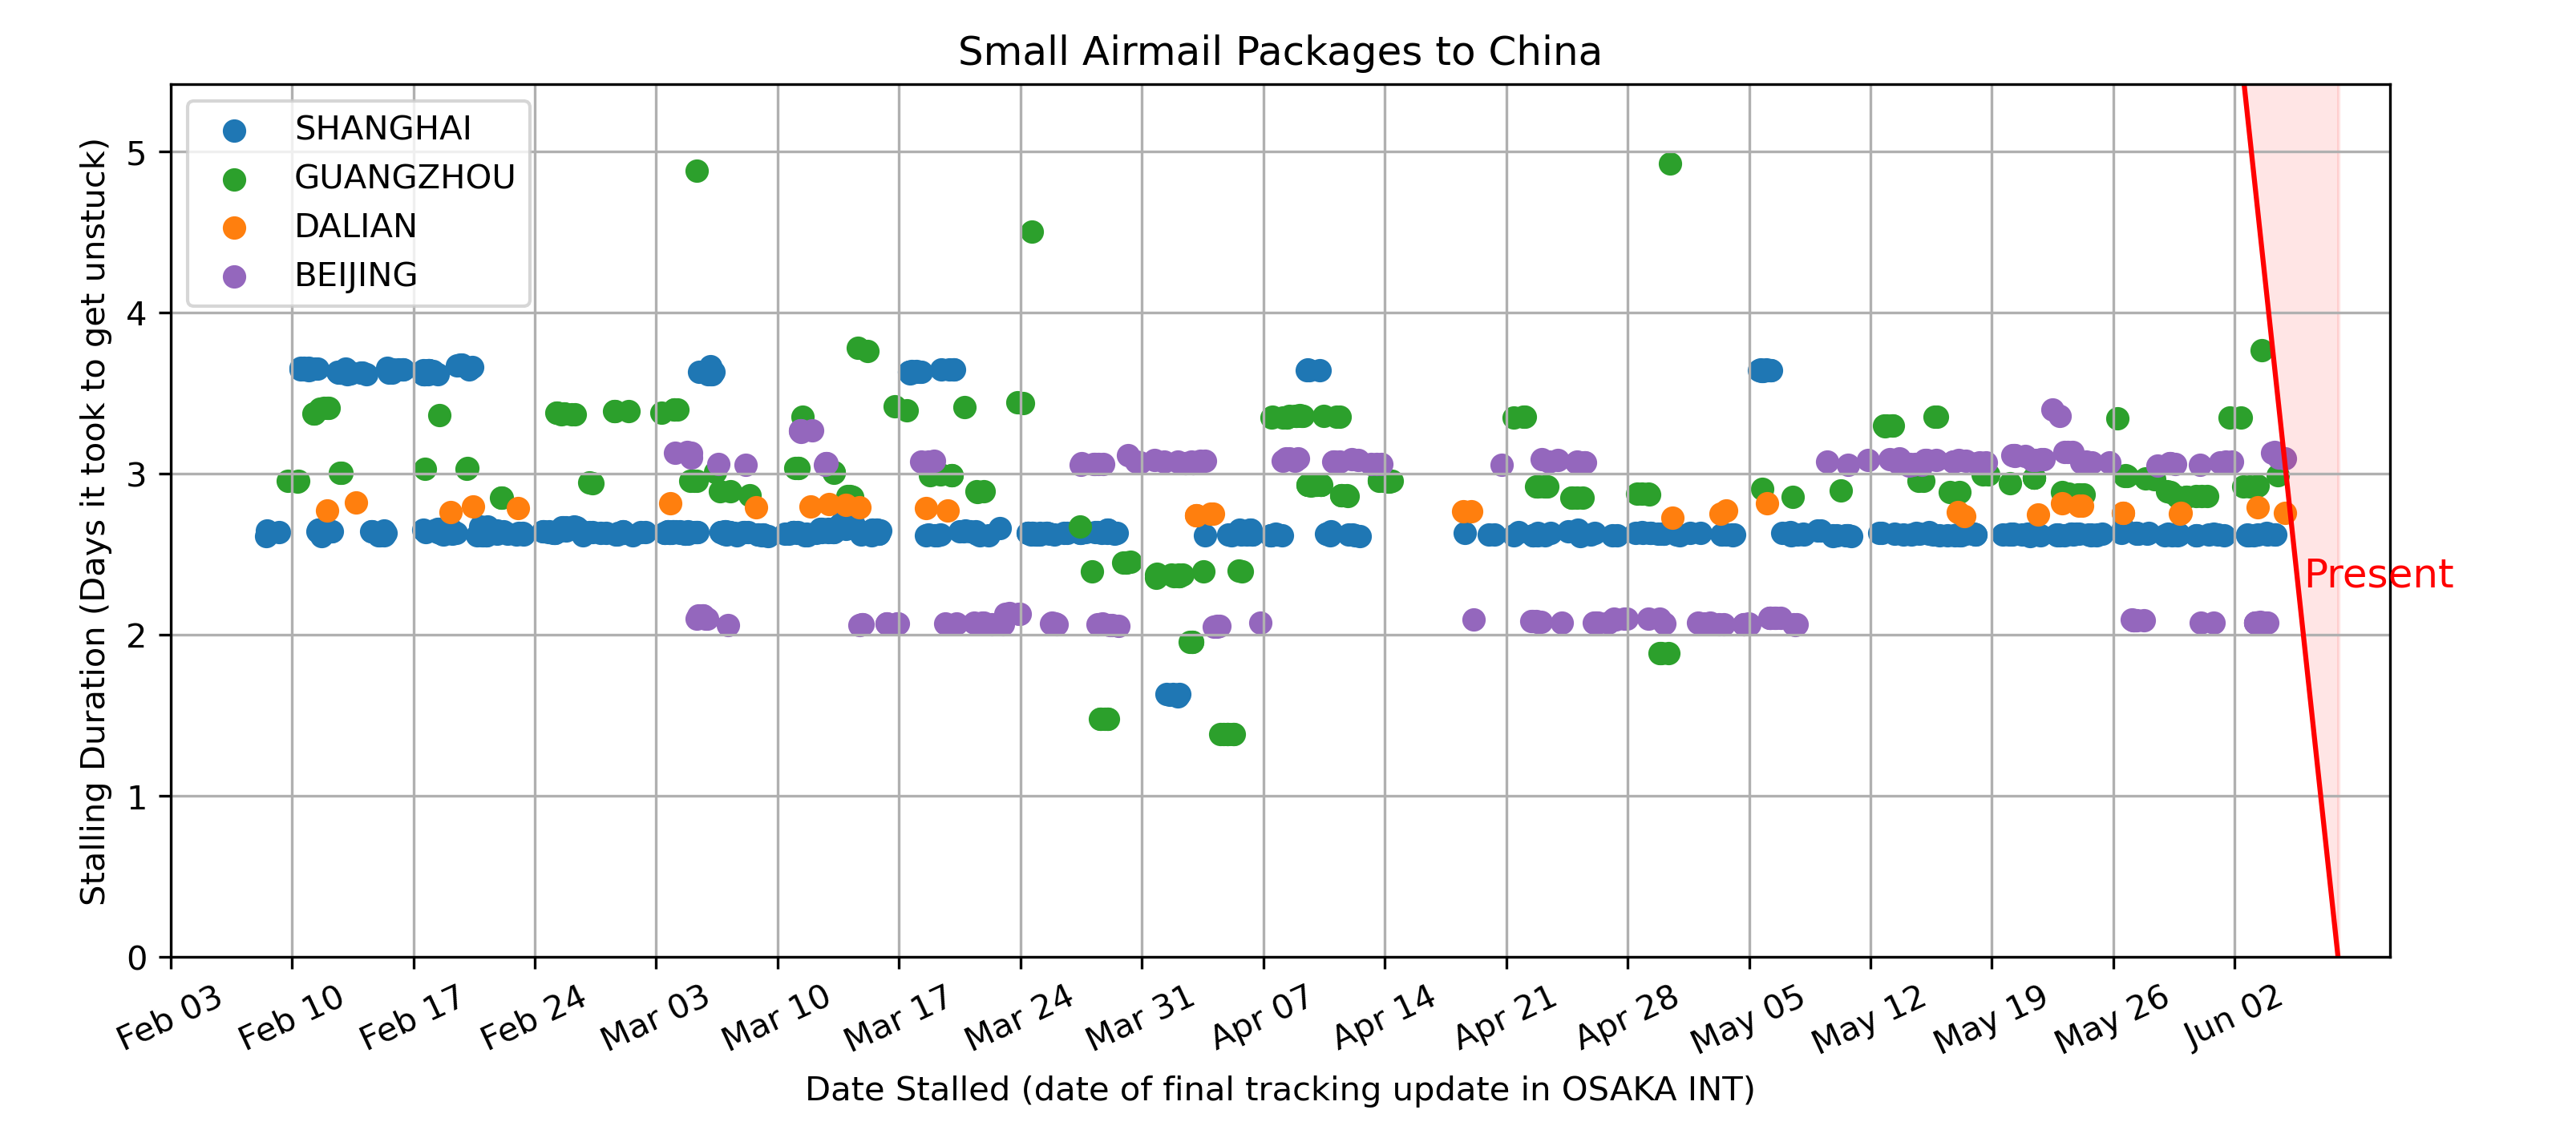 Small Airmail Packages to China
SHANGHAI
GUANGZHOU
DALIAN
BEIJING
Stalling Duration (Days it took to get unstuck)
5
4
3
2
1
0
Present
Feb 03
Feb 10
Feb 17
Feb 24
Mar 03
Mar 10
Mar 17
Mar 24
Mar 31
Apr 07
Apr 14
Apr 21
Apr 28
May 05
May 12
May 19
May 26
Jun 02
Date Stalled (date of final tracking update in OSAKA INT)